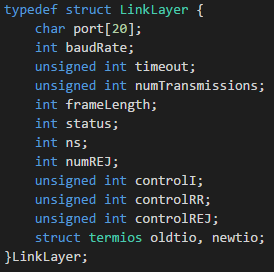 typedef struct LinkLayer {
    char port[20];
    int baudRate;
    unsigned int timeout;
    unsigned int numTransmissions;
    int frameLength;
    int status;
    int ns;
    int numREJ;
    unsigned int controlI;
    unsigned int controlRR;
    unsigned int controlREJ;
    struct termios oldtio, newtio;
}LinkLayer;